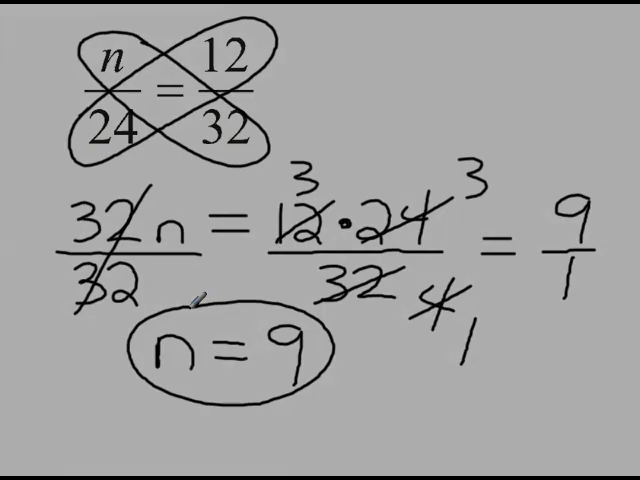 n/24 = 12/32
3 3
32n/32 = 12·24/32 = 9/1
4
1
n = 9